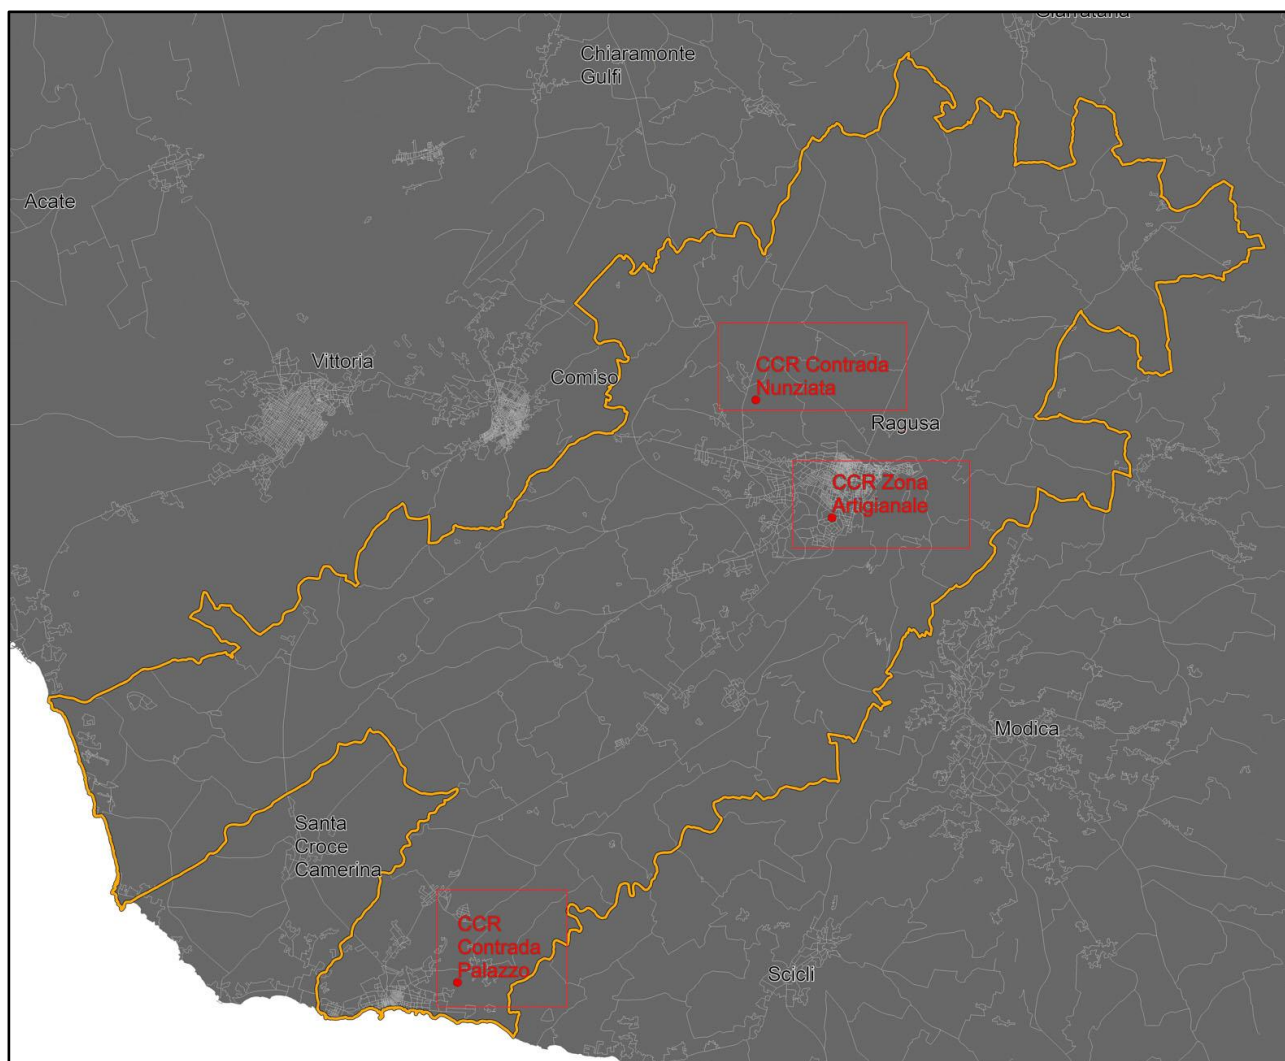 Giarratana
Chiaramonte
Gulfi
Acate
Vittoria
Comiso
CCR Contrada
Nunziata
Ragusa
CCR Zona
Artigianale
Modica
Santa
Croce
Camerina
CCR
Contrada
Palazzo
Scicli